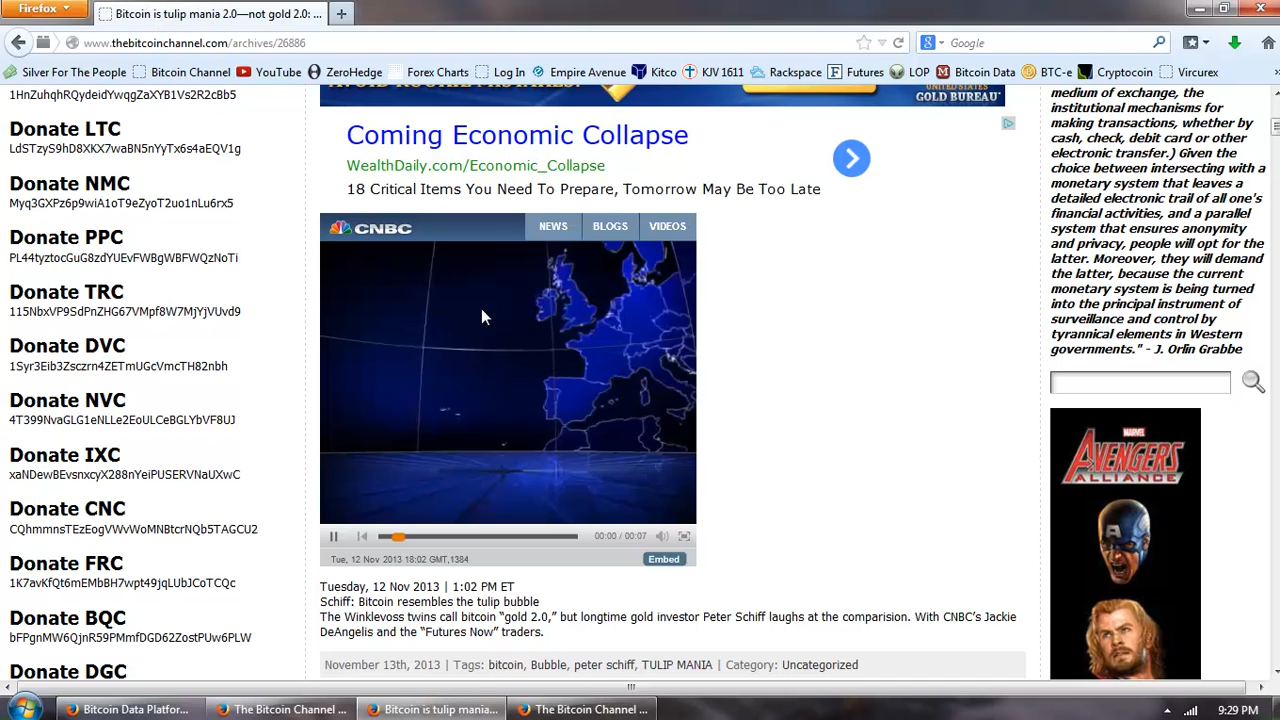 Firefox
Bitcoin is tulip mania 2.0—not gold 2.0: ...
www.thebitcoinchannel.com/archives/26886
Google
Silver For The People
Bitcoin Channel
YouTube
ZeroHedge
Forex Charts
Log In
Empire Avenue
Kitco
KJV 1611
Rackspace
Futures
LOP
Bitcoin Data
BTC-e
Cryptocoin
Vircurex
1HnZuhqhRQydeidYwqgZaXYB1Vs2R2cBb5
Donate LTC
LdSTzyS9hD8XKX7waBN5nYyTx6s4aEQV1g
Donate NMC
Myq3GXPz6p9wiA1oT9eZyoT2uo1nLu6rx5
Donate PPC
PL44tyztocGuG8zdYUEvFWBgWBFWQzNoTi
Donate TRC
115NbxVP9SdPnZHG67VMpf8W7MjYjVUvd9
Donate DVC
1Syr3Eib3Zsczrn4ZETmUGcVmcTH82nbh
Donate NVC
4T399NvaGLG1eNLLe2EoULCeBGLYbVF8UJ
Donate IXC
xaNDewBEvsnxcyX288nYeiPUSERVNaUXwC
Donate CNC
CQhmmnsTEzEogVWvWoMNBtcrNQb5TAGCU2
Donate FRC
1K7avKfQt6mEMbBH7wpt49jqLUbJCoTCQc
Donate BQC
bFPgnMW6QjnR59PMmfDGD62ZostPUw6PLW
Donate DGC
AVOID ROOKIE MISTAKES!
UNITED STATES
GOLD BUREAU
Coming Economic Collapse
WealthDaily.com/Economic_Collapse
18 Critical Items You Need To Prepare, Tomorrow May Be Too Late
CNBC
NEWS
BLOGS
VIDEOS
00:00 / 00:07
Tue, 12 Nov 2013 18:02 GMT,1384
Embed
Tuesday, 12 Nov 2013 | 1:02 PM ET
Schiff: Bitcoin resembles the tulip bubble
The Winklevoss twins call bitcoin “gold 2.0,” but longtime gold investor Peter Schiff laughs at the comparision. With CNBC’s Jackie
DeAngelis and the “Futures Now” traders.
November 13th, 2013 | Tags: bitcoin, Bubble, peter schiff, TULIP MANIA | Category: Uncategorized
medium of exchange, the
institutional mechanisms for
making transactions, whether by
cash, check, debit card or other
electronic transfer.) Given the
choice between intersecting with a
monetary system that leaves a
detailed electronic trail of all one's
financial activities, and a parallel
system that ensures anonymity
and privacy, people will opt for the
latter. Moreover, they will demand
the latter, because the current
monetary system is being turned
into the principal instrument of
surveillance and control by
tyrannical elements in Western
governments." - J. Orlin Grabbe
MARVEL
AVENGERS
ALLIANCE
Bitcoin Data Platfor...
The Bitcoin Channel ...
Bitcoin is tulip mania...
The Bitcoin Channel ...
9:29 PM